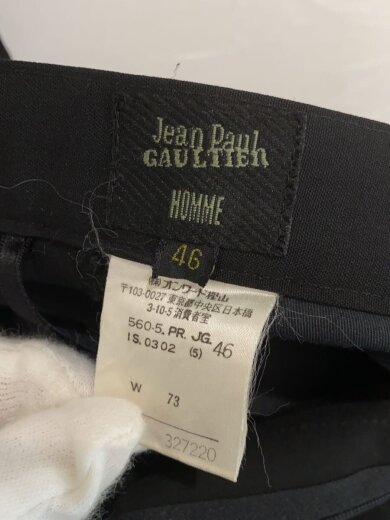 Jean Paul
GAULTIER
HOMME
46
(株)オンワード樫山
〒103-0027 東京都中央区日本橋
3-10-5 消費者室
560-5. PR. JG. 46
IS. 0302 (5)
W 73
327220